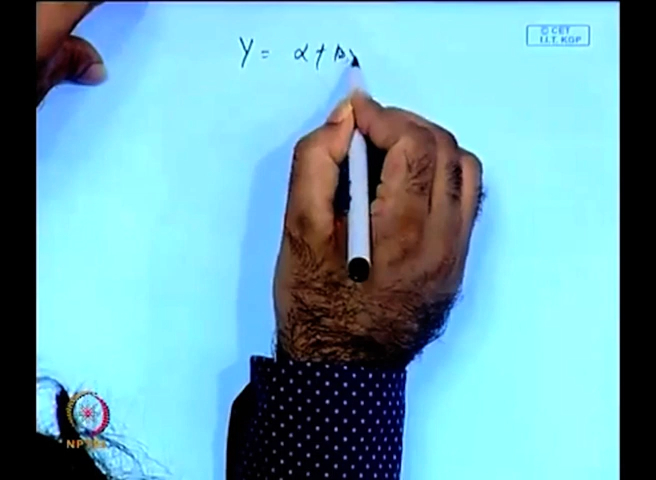 Y = α + β
© CET
I.I.T. KGP
NPTEL